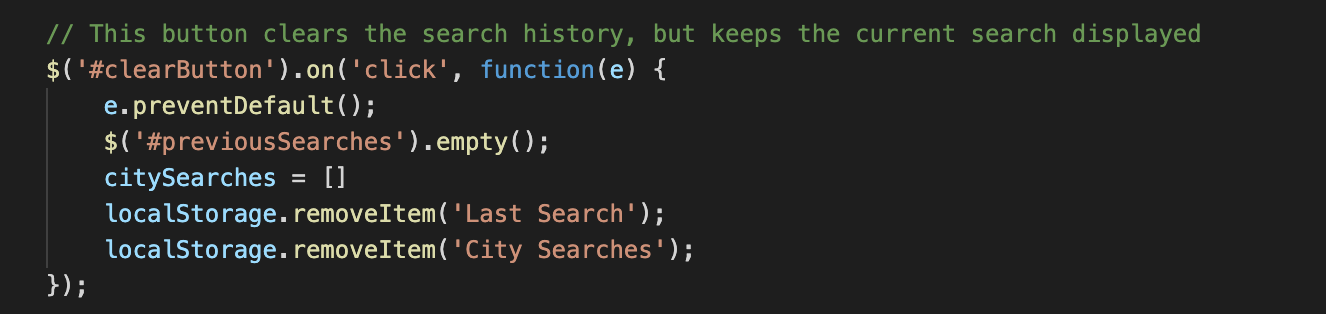 // This button clears the search history, but keeps the current search displayed
$('#clearButton').on('click', function(e) {
    e.preventDefault();
    $('#previousSearches').empty();
    citySearches = []
    localStorage.removeItem('Last Search');
    localStorage.removeItem('City Searches');
});